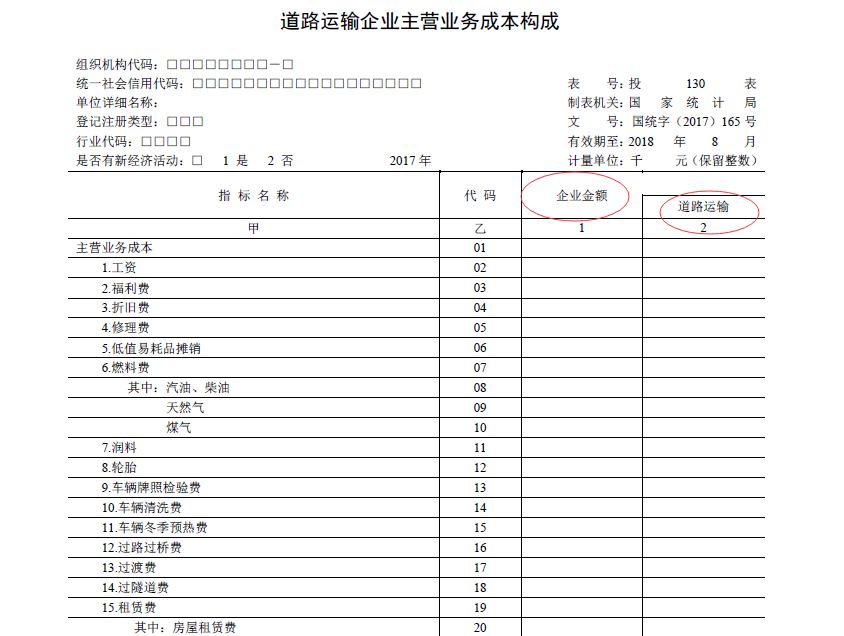 道路运输企业主营业务成本构成
组织机构代码：□□□□□□□□－□
统一社会信用代码：□□□□□□□□□□□□□□□□□□ 表 号：投 130 表
单位详细名称： 制表机关：国 家 统 计 局
登记注册类型：□□□ 文 号：国统字（2017）165 号
行业代码：□□□□ 有效期至：2018 年 8 月
是否有新经济活动：□ 1 是 2 否 2017 年 计量单位：千 元（保留整数）
指 标 名 称 代 码 企业金额 道路运输
甲 乙 1 2
主营业务成本 01
1.工资 02
2.福利费 03
3.折旧费 04
4.修理费 05
5.低值易耗品摊销 06
6.燃料费 07
其中：汽油、柴油 08
天然气 09
煤气 10
7.润料 11
8.轮胎 12
9.车辆牌照检验费 13
10.车辆清洗费 14
11.车辆冬季预热费 15
12.过路过桥费 16
13.过渡费 17
14.过隧道费 18
15.租赁费 19
其中：房屋租赁费 20